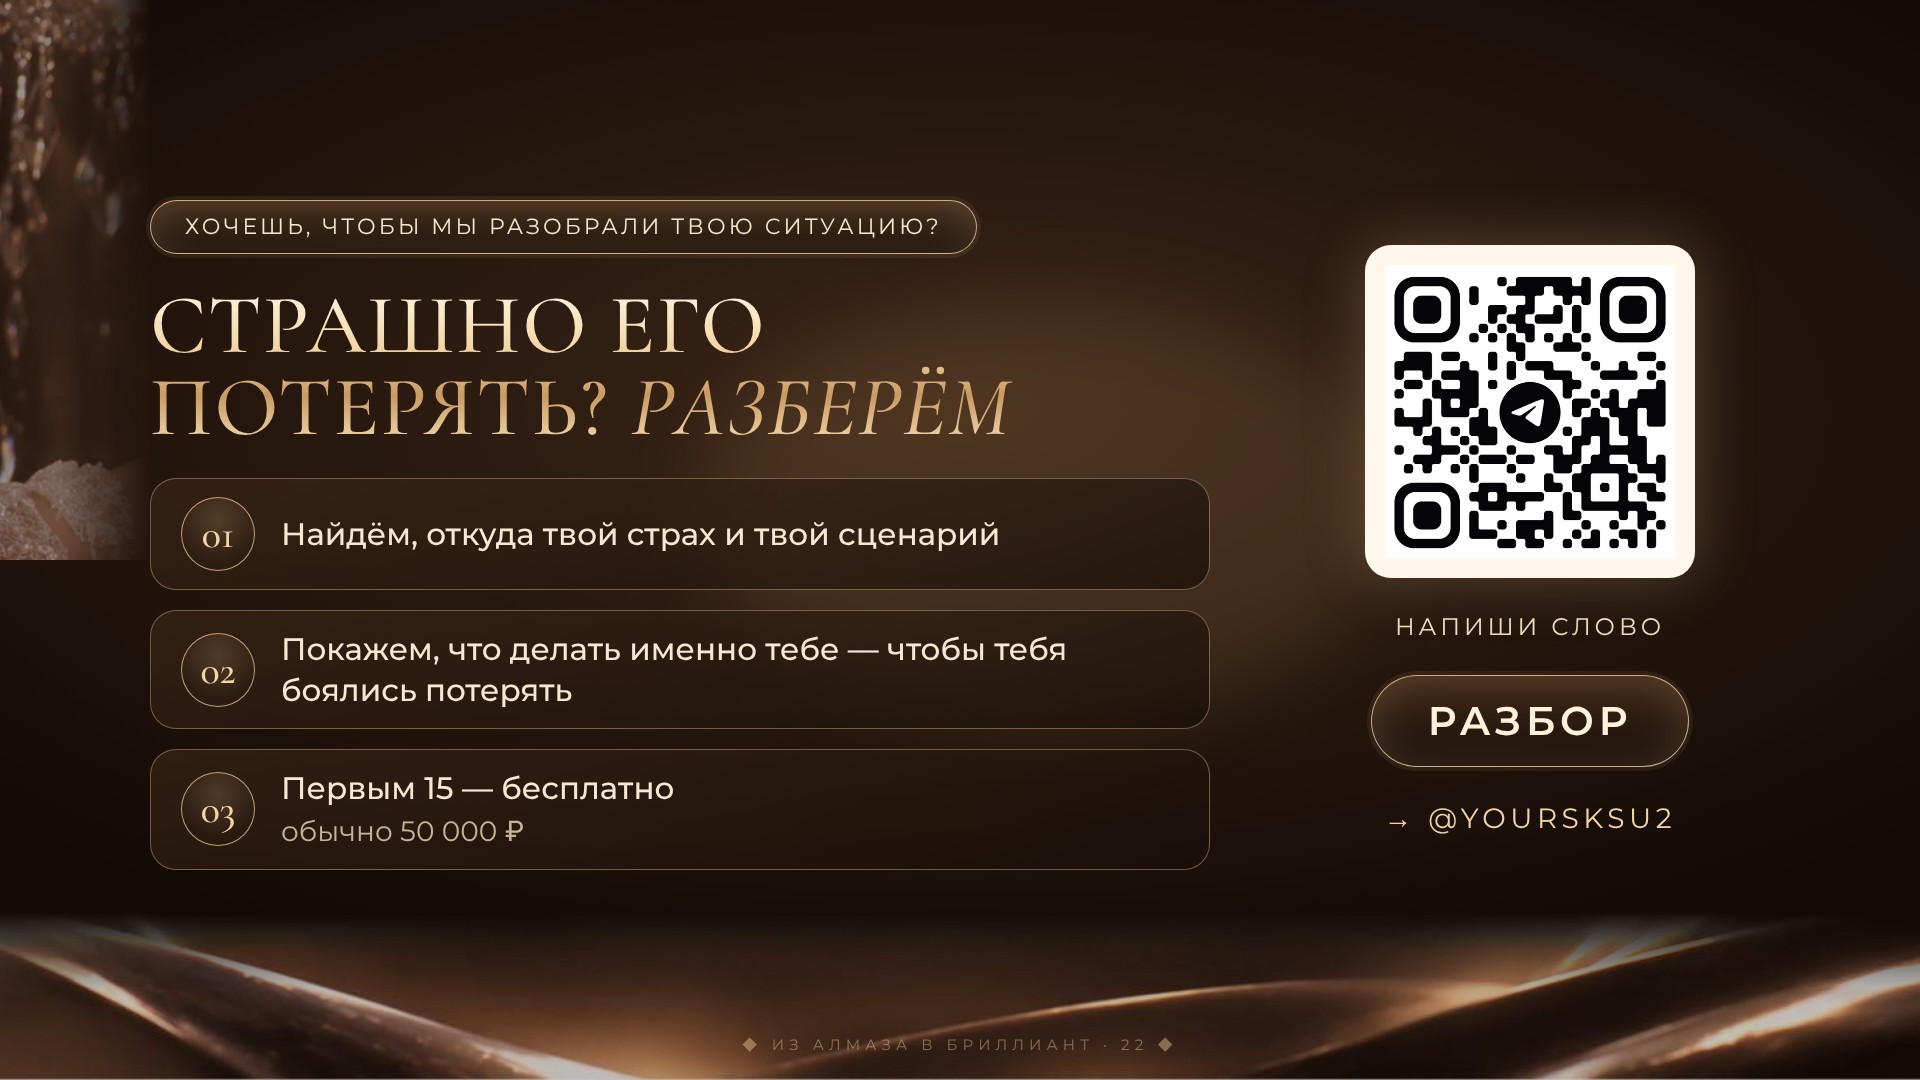 ХОЧЕШЬ, ЧТОБЫ МЫ РАЗОБРАЛИ ТВОЮ СИТУАЦИЮ?
СТРАШНО ЕГО
ПОТЕРЯТЬ? РАЗБЕРЁМ
01
Найдём, откуда твой страх и твой сценарий
02
Покажем, что делать именно тебе — чтобы тебя
боялись потерять
03
Первым 15 — бесплатно
обычно 50 000 ₽
НАПИШИ СЛОВО
РАЗБОР
→ @YOURSKSU2
◆ ИЗ АЛМАЗА В БРИЛЛИАНТ · 22 ◆